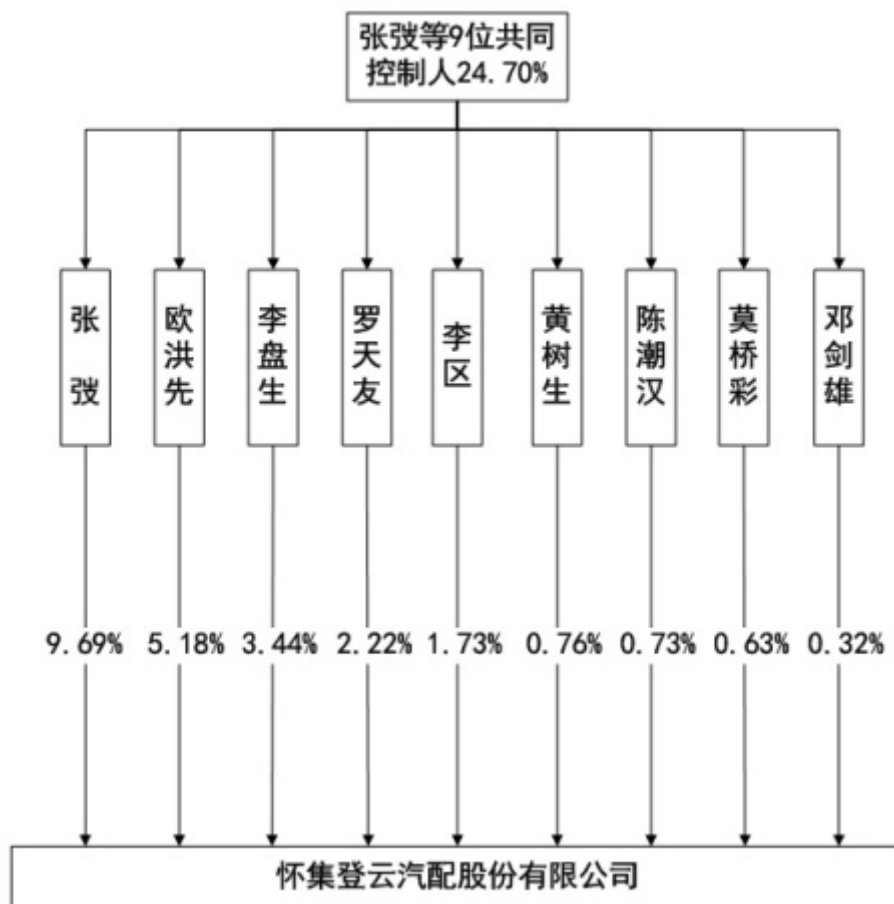 张弢等9位共同
控制人24.70%
张弢
欧洪先
李盘生
罗天友
李区
黄树生
陈潮汉
莫桥彩
邓剑雄
9.69%
5.18%
3.44%
2.22%
1.73%
0.76%
0.73%
0.63%
0.32%
怀集登云汽配股份有限公司